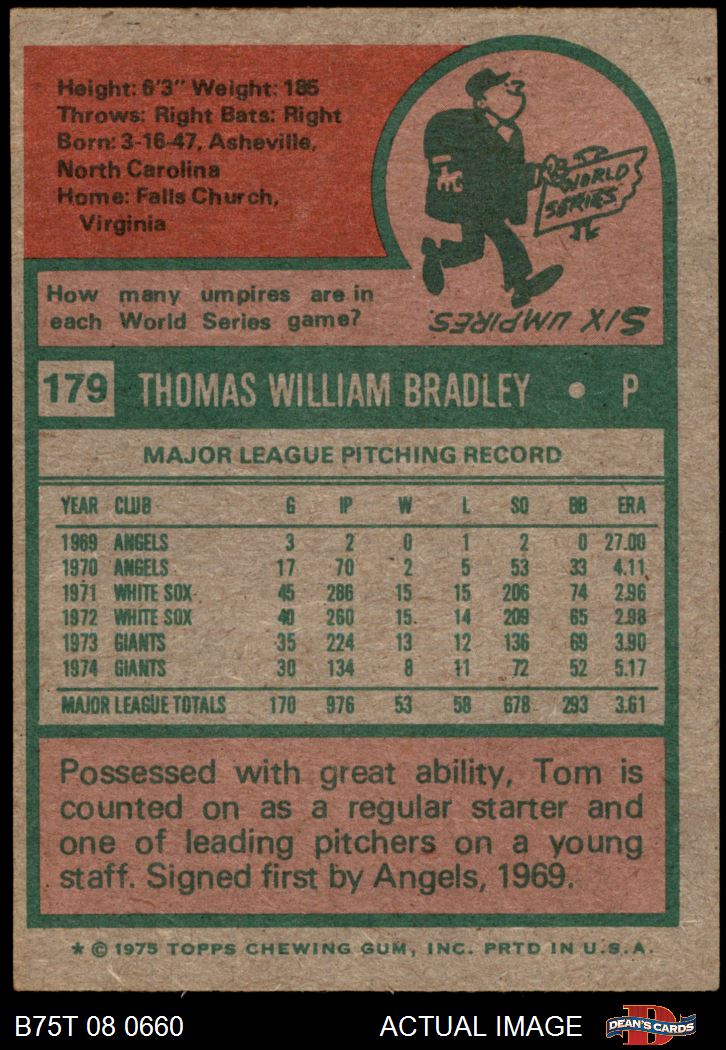 Height: 6'3" Weight: 185
Throws: Right Bats: Right
Born: 3-16-47, Asheville,
North Carolina
Home: Falls Church,
Virginia
WORLD
SERIES
How many umpires are in
each World Series game?
SIX UMPIRES
179 THOMAS WILLIAM BRADLEY • P
MAJOR LEAGUE PITCHING RECORD
YEAR CLUB G IP W L SO BB ERA
1969 ANGELS 3 2 0 1 2 0 27.00
1970 ANGELS 17 70 2 5 53 33 4.11
1971 WHITE SOX 45 286 15 15 206 74 2.96
1972 WHITE SOX 40 260 15 14 209 65 2.98
1973 GIANTS 35 224 13 12 136 69 3.90
1974 GIANTS 30 134 8 11 72 52 5.17
MAJOR LEAGUE TOTALS 170 976 53 58 678 293 3.61
Possessed with great ability, Tom is
counted on as a regular starter and
one of leading pitchers on a young
staff. Signed first by Angels, 1969.
* © 1975 TOPPS CHEWING GUM, INC. PRTD IN U.S.A.
B75T 08 0660 ACTUAL IMAGE DEAN'S CARDS